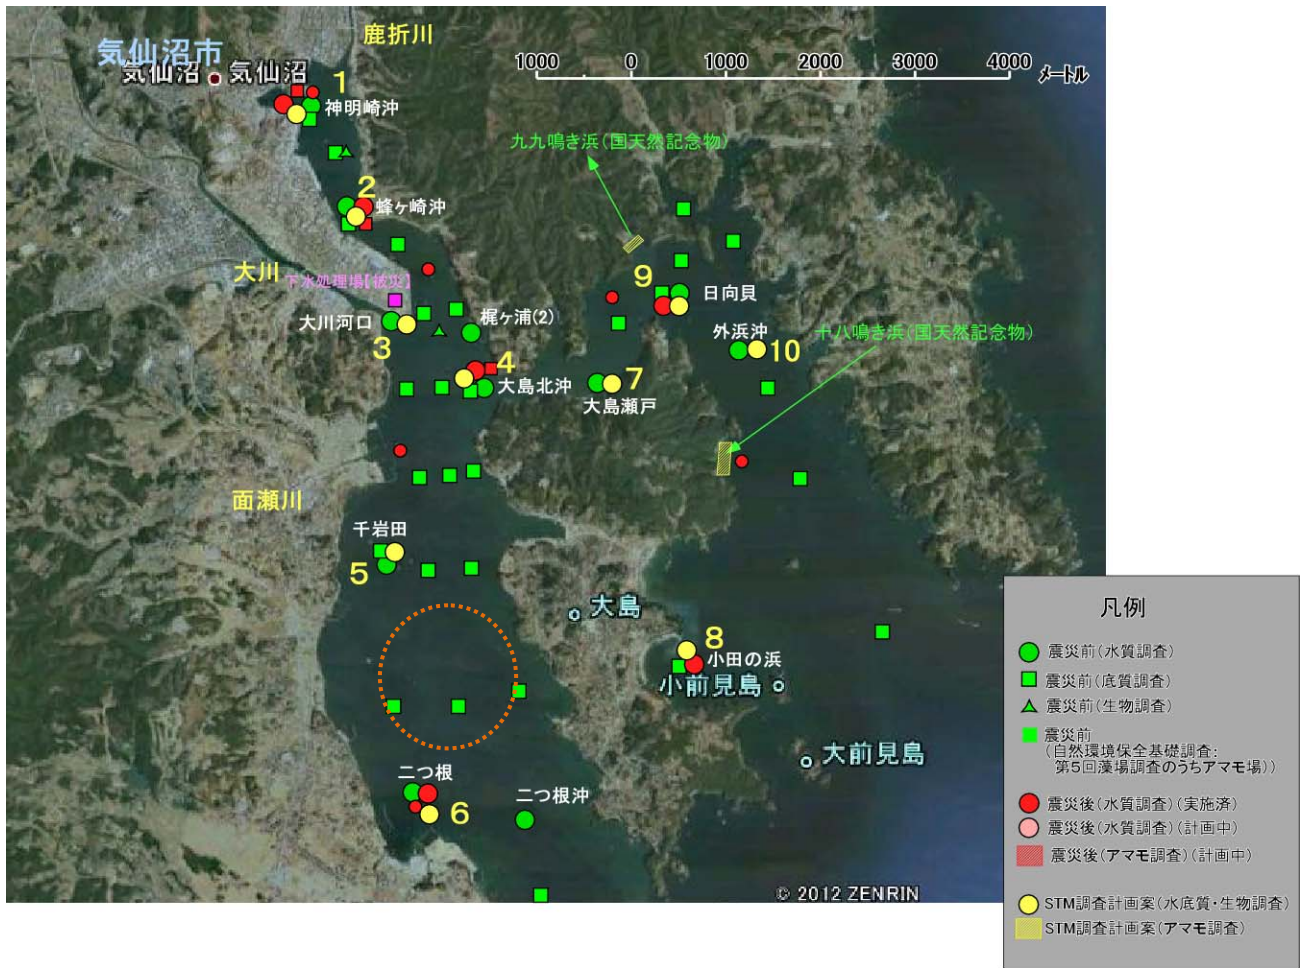 気仙沼市
気仙沼
気仙沼
鹿折川
1000 0 1000 2000 3000 4000 メートル
1
神明崎沖
九九鳴き浜(国天然記念物)
2
蜂ヶ崎沖
大川
下水処理場【被災】
9
日向貝
大川河口
梶ヶ浦(2)
3
外浜沖
十八鳴き浜(国天然記念物)
10
4
大島北沖
7
大島瀬戸
面瀬川
千岩田
5
大島
8
小田の浜
小前見島
大前見島
二つ根
二つ根沖
6
© 2012 ZENRIN
凡例
震災前(水質調査)
震災前(底質調査)
震災前(生物調査)
震災前
(自然環境保全基礎調査:
第5回藻場調査のうちアマモ場))
震災後(水質調査)(実施済)
震災後(水質調査)(計画中)
震災後(アマモ調査)(計画中)
STM調査計画案(水底質・生物調査)
STM調査計画案(アマモ調査)